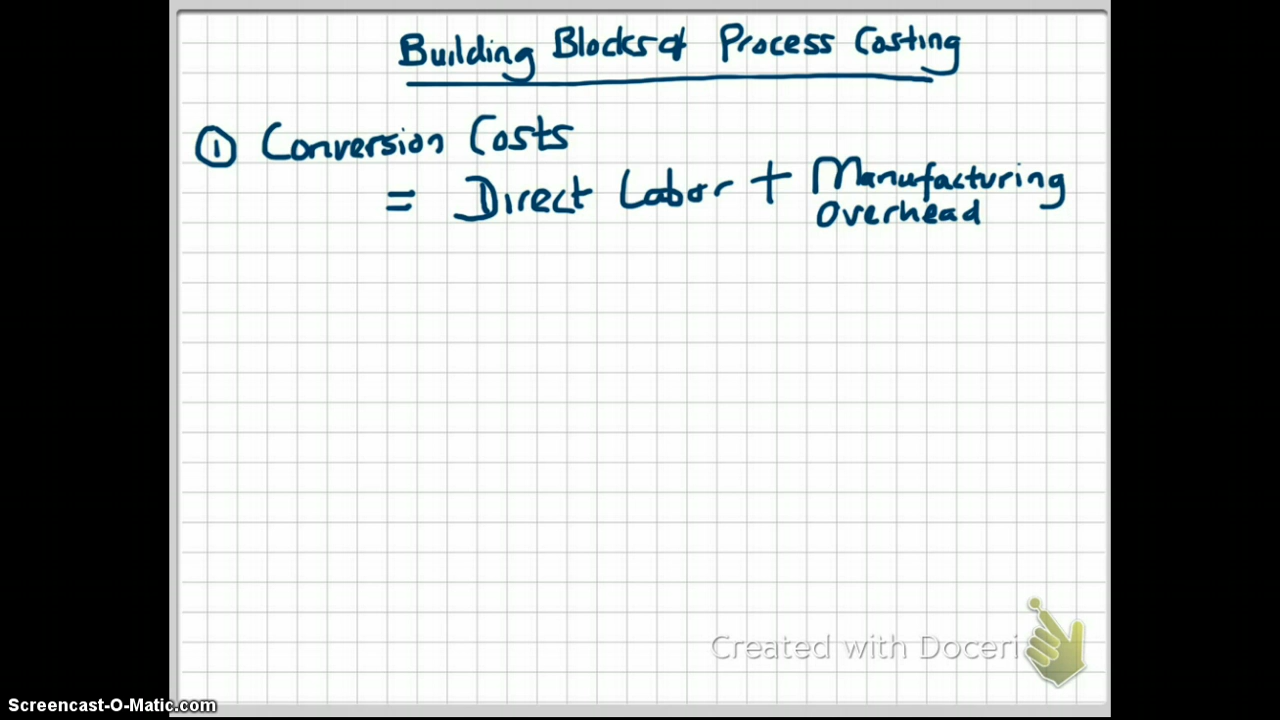 Building Blocks of Process Costing
① Conversion Costs
= Direct Labor + Manufacturing
Overhead
Created with Doceri
Screencast-O-Matic.com